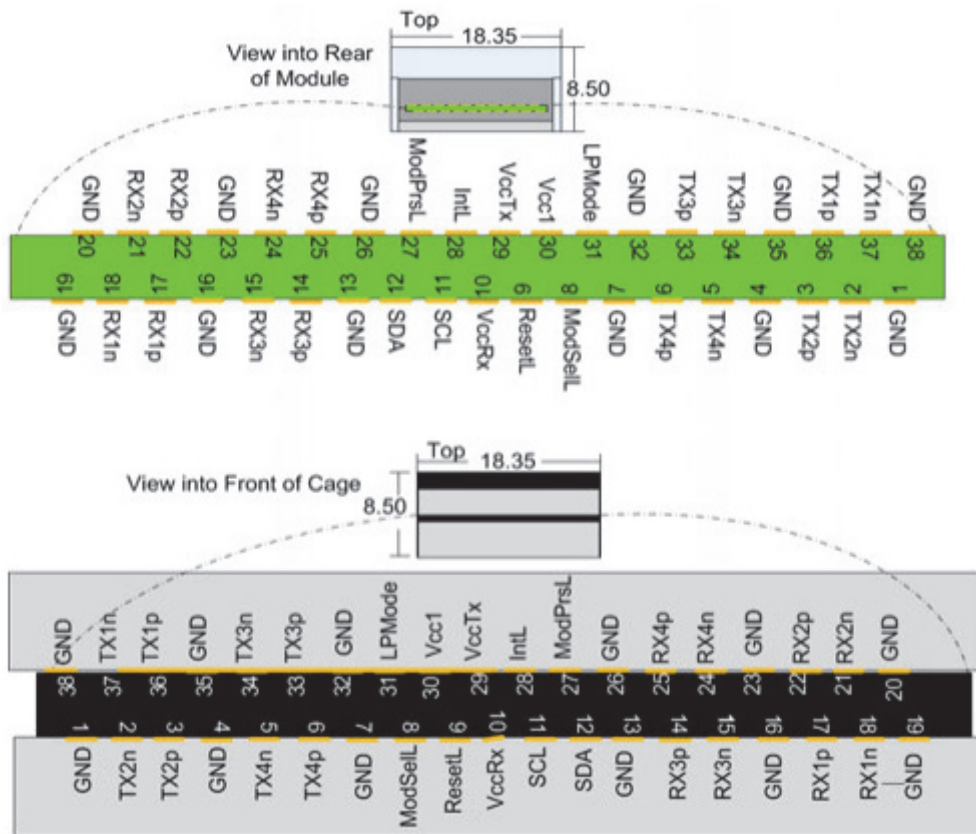 Top
18.35
View into Rear
of Module
8.50
GND RX2n RX2p GND RX4n RX4p GND ModPrsL IntL VccTx Vcc1 LPMode GND TX3p TX3n GND TX1p TX1n GND
20 21 22 23 24 25 26 27 28 29 30 31 32 33 34 35 36 37 38
19 18 17 16 15 14 13 12 11 10 9 8 7 6 5 4 3 2 1
GND RX1n RX1p GND RX3n RX3p GND SDA SCL VccRx ResetL ModSelL GND TX4p TX4n GND TX2p TX2n GND
Top
18.35
View into Front of Cage
8.50
GND TX1n TX1p GND TX3n TX3p GND LPMode Vcc1 VccTx IntL ModPrsL GND RX4p RX4n GND RX2p RX2n GND
38 37 36 35 34 33 32 31 30 29 28 27 26 25 24 23 22 21 20
1 2 3 4 5 6 7 8 9 10 11 12 13 14 15 16 17 18 19
GND TX2n TX2p GND TX4n TX4p GND ModSelL ResetL VccRx SCL SDA GND RX3p RX3n GND RX1p RX1n GND